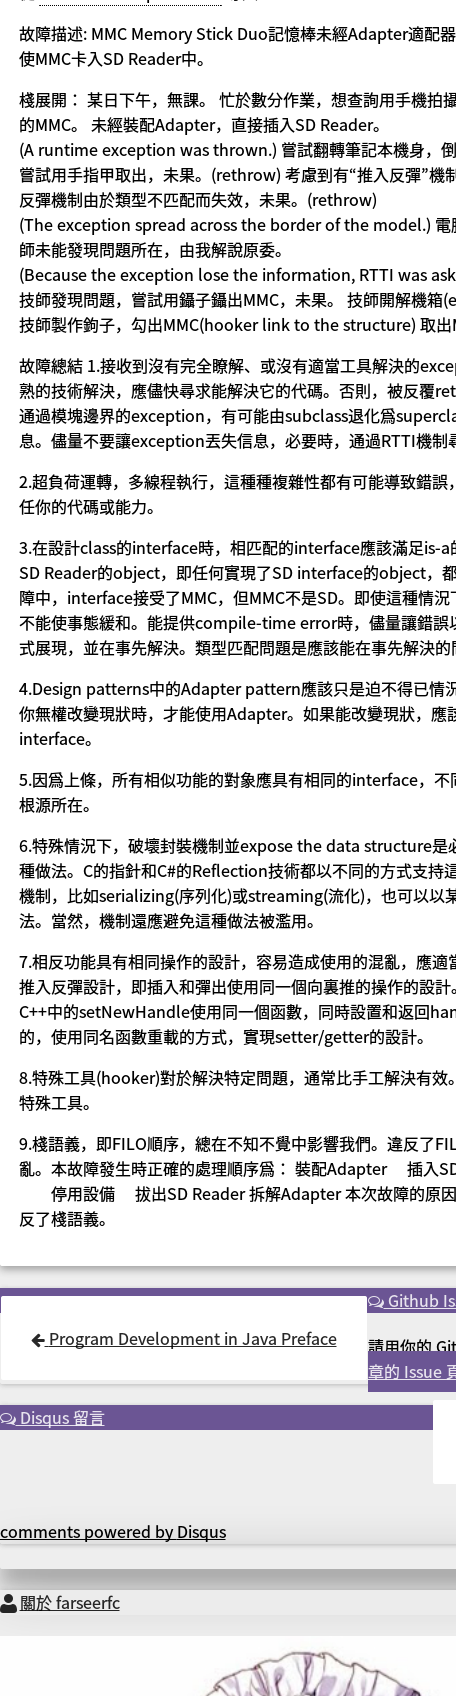 故障描述: MMC Memory Stick Duo記憶棒未經Adapter適配器
使MMC卡入SD Reader中。
棧展開： 某日下午，無課。 忙於數分作業，想查詢用手機拍攝
的MMC。 未經裝配Adapter，直接插入SD Reader。
(A runtime exception was thrown.) 嘗試翻轉筆記本機身，倒
嘗試用手指甲取出，未果。(rethrow) 考慮到有“推入反彈”機制
反彈機制由於類型不匹配而失效，未果。(rethrow)
(The exception spread across the border of the model.) 電腦
師未能發現問題所在，由我解說原委。
(Because the exception lose the information, RTTI was ask
技師發現問題，嘗試用鑷子鑷出MMC，未果。 技師開解機箱(e
技師製作鉤子，勾出MMC(hooker link to the structure) 取出M
故障總結 1.接收到沒有完全瞭解、或沒有適當工具解決的excep
熟的技術解決，應儘快尋求能解決它的代碼。否則，被反覆ret
通過模塊邊界的exception，有可能由subclass退化爲supercla
息。儘量不要讓exception丟失信息，必要時，通過RTTI機制尋
2.超負荷運轉，多線程執行，這種種複雜性都有可能導致錯誤，
任你的代碼或能力。
3.在設計class的interface時，相匹配的interface應該滿足is-a的
SD Reader的object，即任何實現了SD interface的object，都
障中，interface接受了MMC，但MMC不是SD。即使這種情況下
不能使事態緩和。能提供compile-time error時，儘量讓錯誤以
式展現，並在事先解決。類型匹配問題是應該能在事先解決的問
4.Design patterns中的Adapter pattern應該只是迫不得已情況
你無權改變現狀時，才能使用Adapter。如果能改變現狀，應該
interface。
5.因爲上條，所有相似功能的對象應具有相同的interface，不同
根源所在。
6.特殊情況下，破壞封裝機制並expose the data structure是必
種做法。C的指針和C#的Reflection技術都以不同的方式支持這
機制，比如serializing(序列化)或streaming(流化)，也可以以某
法。當然，機制還應避免這種做法被濫用。
7.相反功能具有相同操作的設計，容易造成使用的混亂，應適當
推入反彈設計，即插入和彈出使用同一個向裏推的操作的設計。
C++中的setNewHandle使用同一個函數，同時設置和返回han
的，使用同名函數重載的方式，實現setter/getter的設計。
8.特殊工具(hooker)對於解決特定問題，通常比手工解決有效。
特殊工具。
9.棧語義，即FILO順序，總在不知不覺中影響我們。違反了FIL
亂。本故障發生時正確的處理順序爲： 裝配Adapter 插入SD
停用設備 拔出SD Reader 拆解Adapter 本次故障的原因
反了棧語義。
Github Is
Program Development in Java Preface
請用你的 Git
章的 Issue 頁
Disqus 留言
comments powered by Disqus
關於 farseerfc